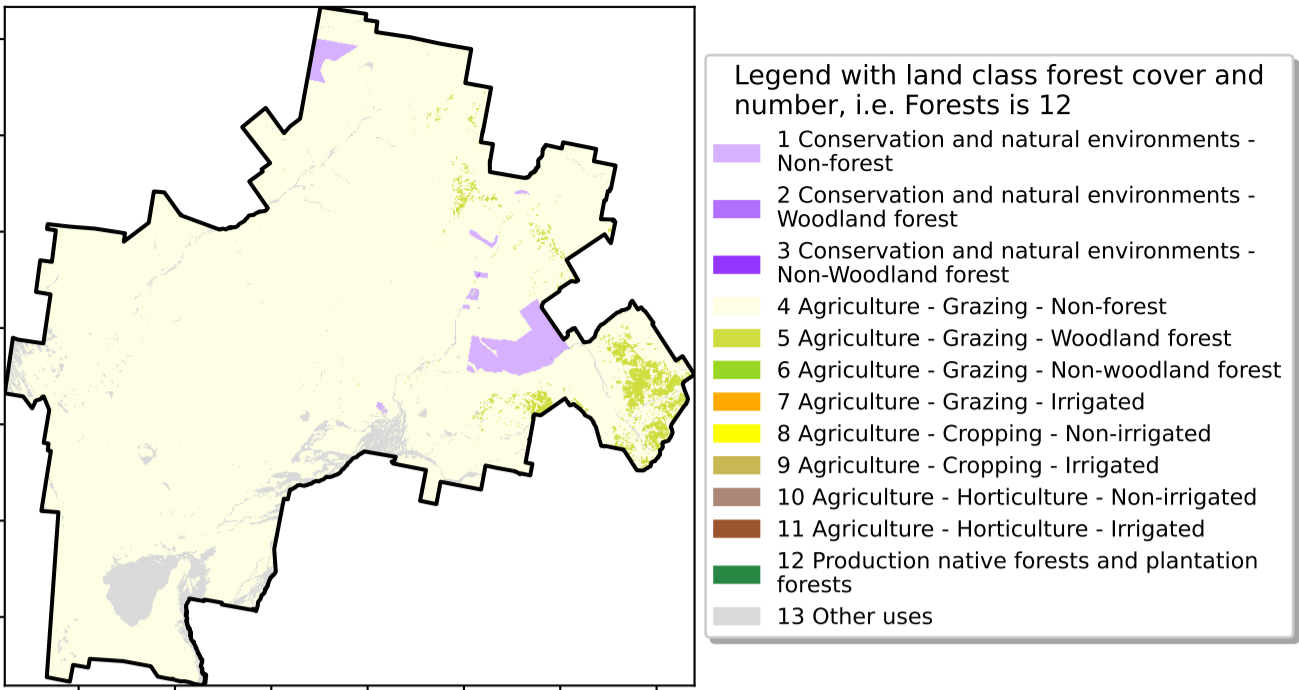 Legend with land class forest cover and
number, i.e. Forests is 12
1 Conservation and natural environments -
Non-forest
2 Conservation and natural environments -
Woodland forest
3 Conservation and natural environments -
Non-Woodland forest
4 Agriculture - Grazing - Non-forest
5 Agriculture - Grazing - Woodland forest
6 Agriculture - Grazing - Non-woodland forest
7 Agriculture - Grazing - Irrigated
8 Agriculture - Cropping - Non-irrigated
9 Agriculture - Cropping - Irrigated
10 Agriculture - Horticulture - Non-irrigated
11 Agriculture - Horticulture - Irrigated
12 Production native forests and plantation
forests
13 Other uses